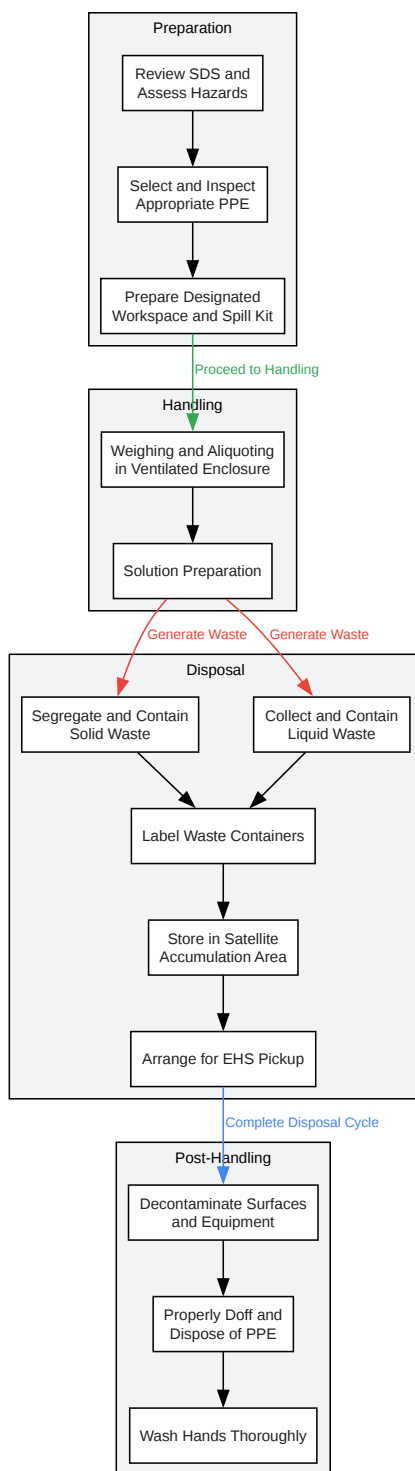 Preparation
Review SDS and
Assess Hazards
Select and Inspect
Appropriate PPE
Prepare Designated
Workspace and Spill Kit
Proceed to Handling
Handling
Weighing and Aliquoting
in Ventilated Enclosure
Solution Preparation
Generate Waste
Generate Waste
Disposal
Segregate and Contain
Solid Waste
Collect and Contain
Liquid Waste
Label Waste Containers
Store in Satellite
Accumulation Area
Arrange for EHS Pickup
Complete Disposal Cycle
Post-Handling
Decontaminate Surfaces
and Equipment
Properly Doff and
Dispose of PPE
Wash Hands Thoroughly